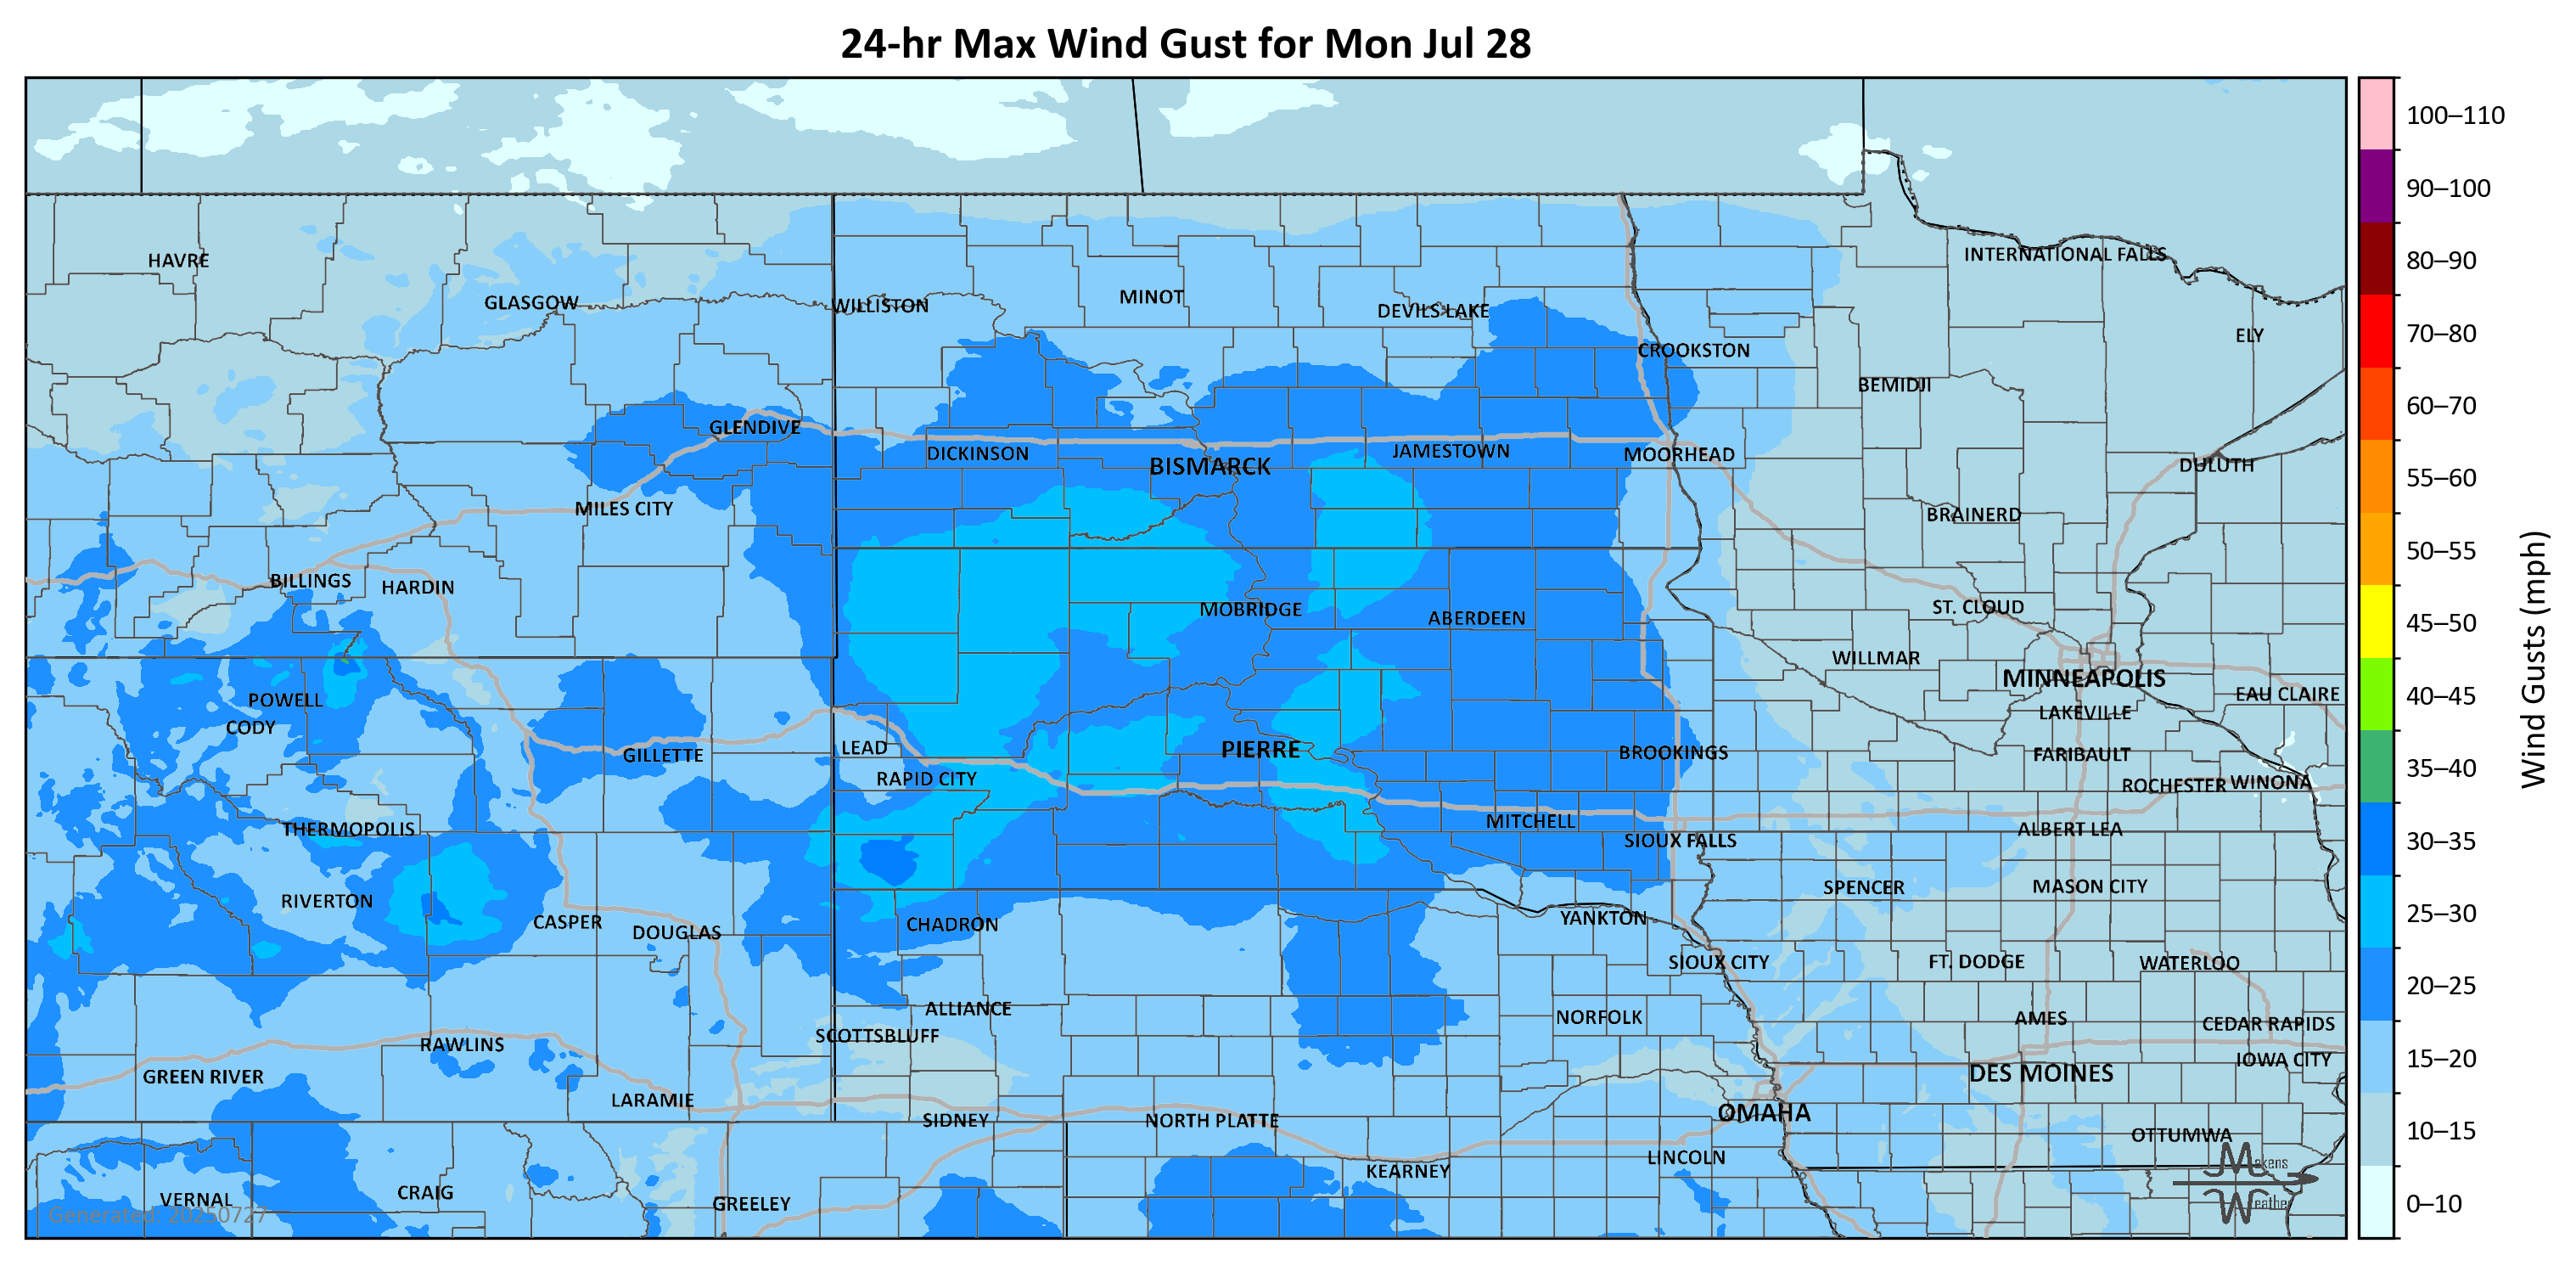 24-hr Max Wind Gust for Mon Jul 28
100–110
90–100
80–90
70–80
60–70
55–60
50–55
45–50
40–45
35–40
30–35
25–30
20–25
15–20
10–15
0–10
Wind Gusts (mph)
HAVRE
INTERNATIONAL FALLS
GLASGOW
WILLISTON
MINOT
DEVILS LAKE
ELY
CROOKSTON
BEMIDJI
GLENDIVE
DICKINSON
BISMARCK
JAMESTOWN
MOORHEAD
DULUTH
MILES CITY
BRAINERD
BILLINGS
HARDIN
MOBRIDGE
ABERDEEN
ST. CLOUD
WILLMAR
MINNEAPOLIS
EAU CLAIRE
POWELL
CODY
LAKEVILLE
GILLETTE
LEAD
PIERRE
BROOKINGS
FARIBAULT
RAPID CITY
ROCHESTER
WINONA
THERMOPOLIS
MITCHELL
ALBERT LEA
SIOUX FALLS
RIVERTON
SPENCER
MASON CITY
CASPER
DOUGLAS
CHADRON
YANKTON
SIOUX CITY
FT. DODGE
WATERLOO
ALLIANCE
NORFOLK
AMES
CEDAR RAPIDS
SCOTTSBLUFF
RAWLINS
IOWA CITY
GREEN RIVER
DES MOINES
LARAMIE
OMAHA
SIDNEY
NORTH PLATTE
OTTUMWA
LINCOLN
KEARNEY
VERNAL
CRAIG
GREELEY
Generated: 20250727
Makens
Weather